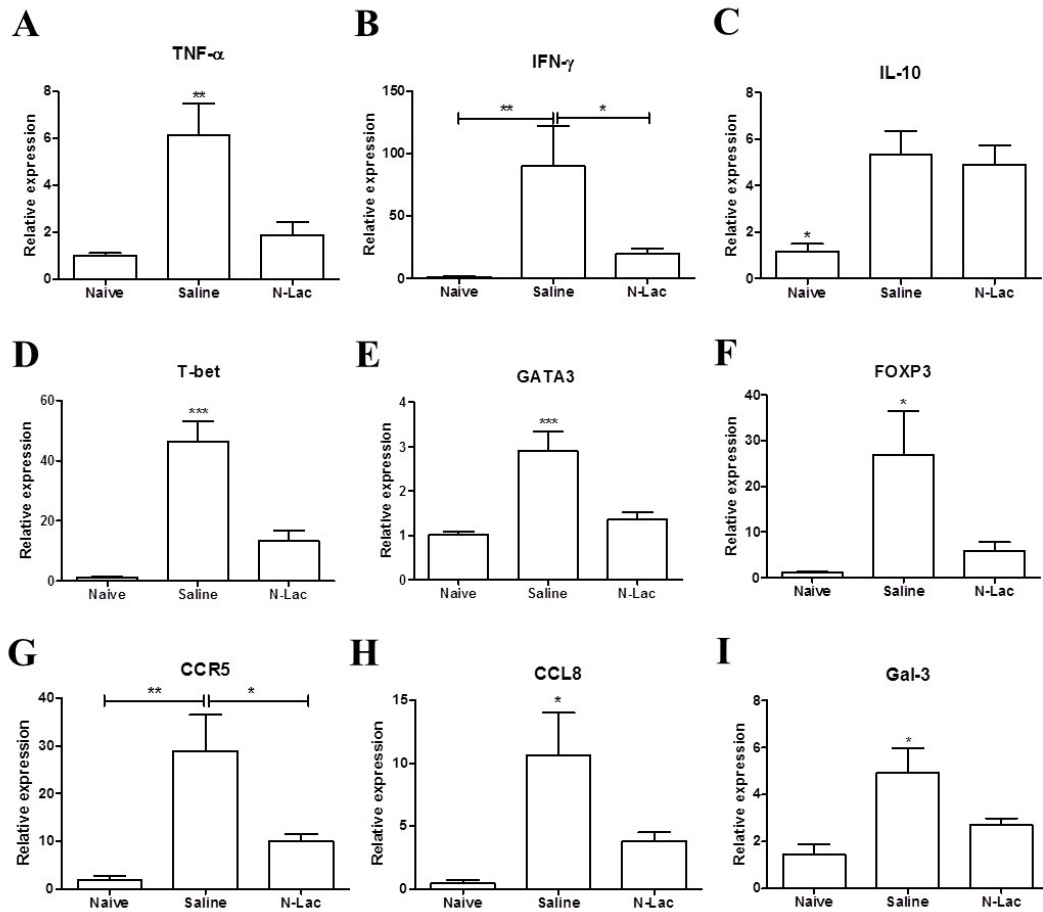 A
TNF-α
Relative expression
8
6
4
2
0
**
Naive Saline N-Lac
B
IFN-γ
Relative expression
150
100
50
25
0
** *
Naive Saline N-Lac
C
IL-10
Relative expression
8
6
4
2
0
*
Naive Saline N-Lac
D
T-bet
Relative expression
60
40
20
0
***
Naive Saline N-Lac
E
GATA3
Relative expression
4
3
2
1
0
***
Naive Saline N-Lac
F
FOXP3
Relative expression
40
30
20
10
0
*
Naive Saline N-Lac
G
CCR5
Relative expression
40
30
20
10
0
** *
Naive Saline N-Lac
H
CCL8
Relative expression
15
10
5
0
*
Naive Saline N-Lac
I
Gal-3
Relative expression
8
6
4
2
0
*
Naive Saline N-Lac